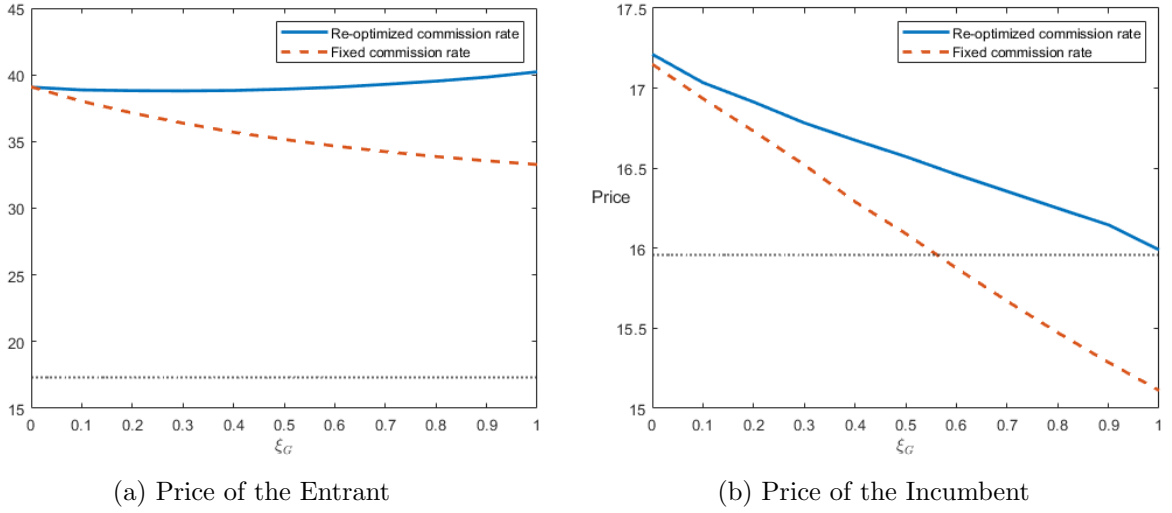 45
40
35
30
25
20
15
0 0.1 0.2 0.3 0.4 0.5 0.6 0.7 0.8 0.9 1
ξG
Re-optimized commission rate
Fixed commission rate
(a) Price of the Entrant
17.5
17
16.5
Price
16
15.5
15
0 0.1 0.2 0.3 0.4 0.5 0.6 0.7 0.8 0.9 1
ξG
Re-optimized commission rate
Fixed commission rate
(b) Price of the Incumbent